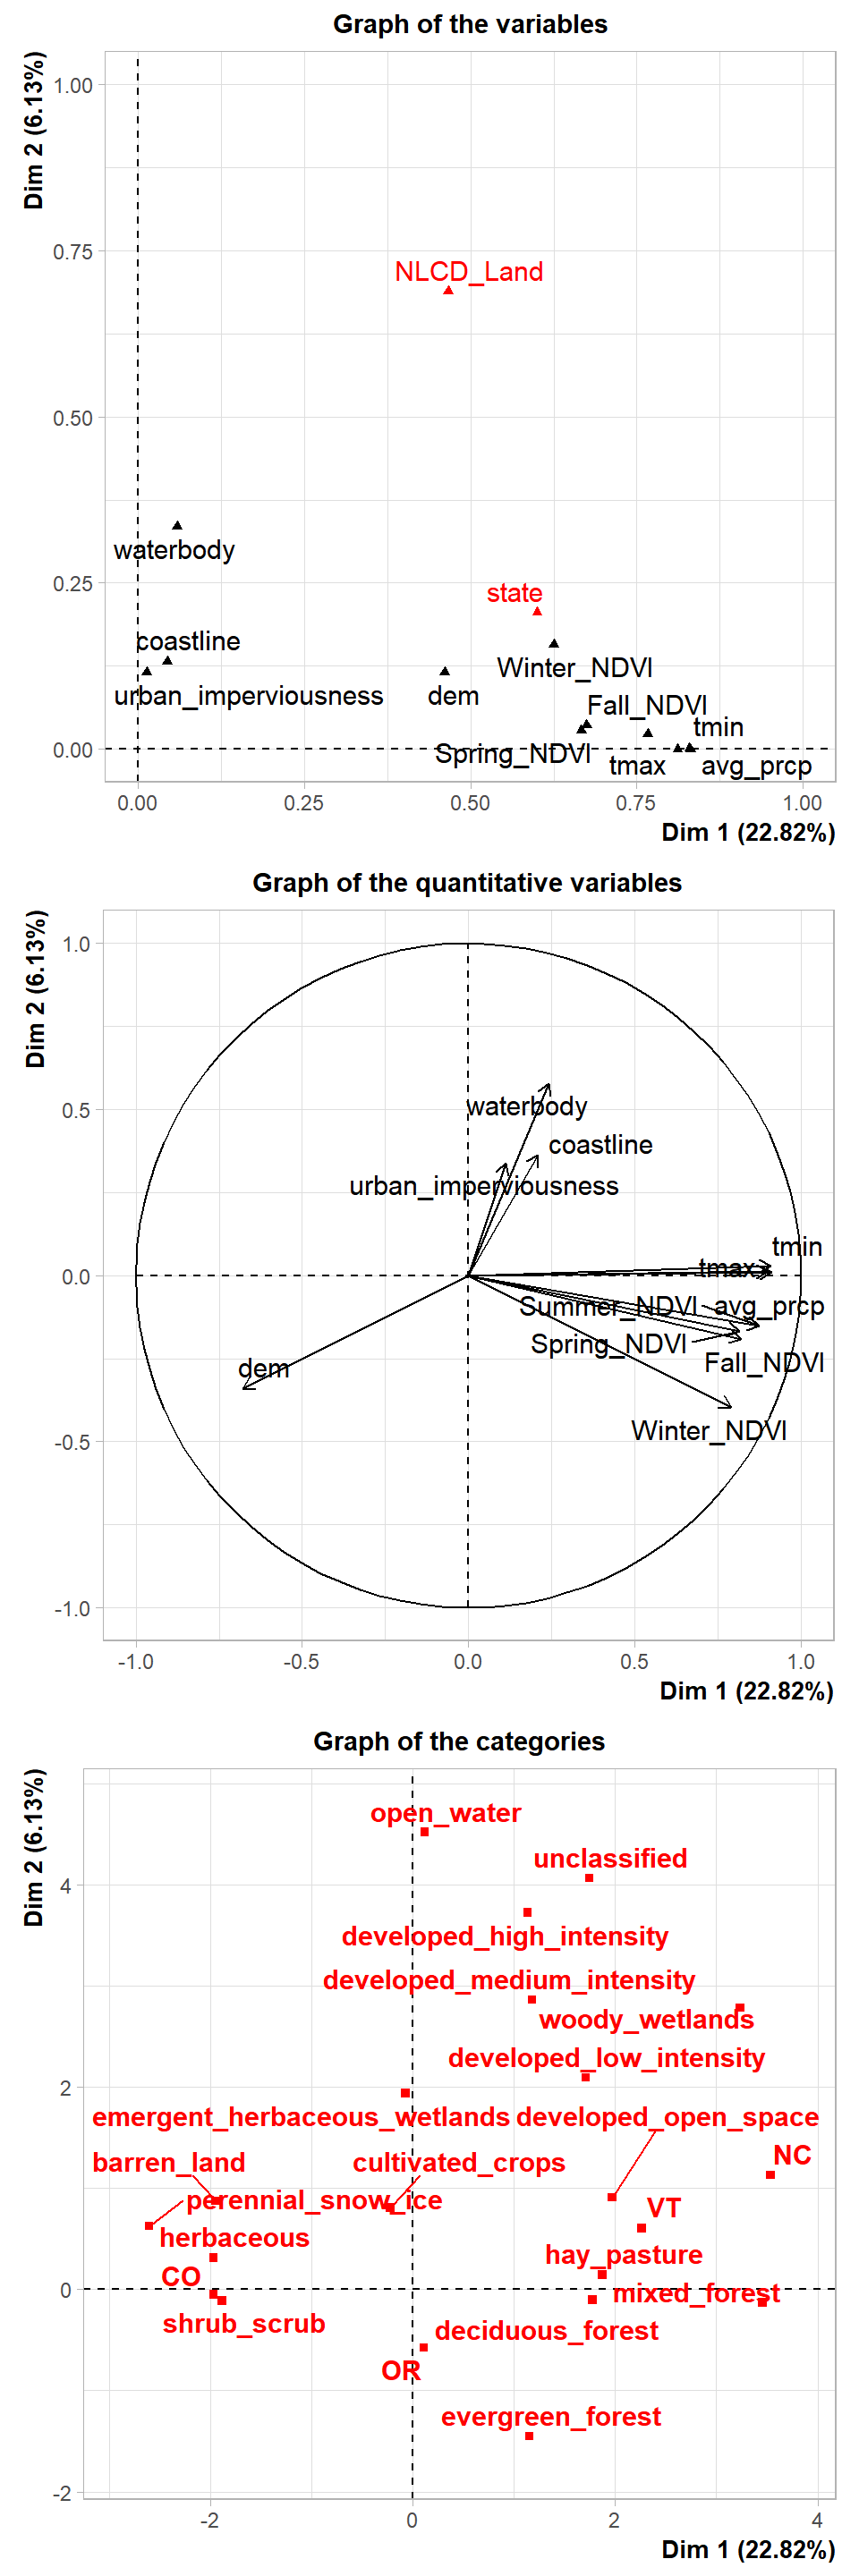 Graph of the variables
Dim 2 (6.13%)
1.00
0.75
0.50
0.25
0.00
NLCD_Land
waterbody
state
coastline
Winter_NDVI
urban_imperviousness
dem
Fall_NDVI
tmin
Spring_NDVI
tmax
avg_prcp
0.00
0.25
0.50
0.75
1.00
Dim 1 (22.82%)
Graph of the quantitative variables
Dim 2 (6.13%)
1.0
0.5
0.0
-0.5
-1.0
waterbody
coastline
urban_imperviousness
tmin
tmax
Summer_NDVI
avg_prcp
Spring_NDVI
Fall_NDVI
dem
Winter_NDVI
-1.0
-0.5
0.0
0.5
1.0
Dim 1 (22.82%)
Graph of the categories
Dim 2 (6.13%)
4
2
0
-2
open_water
unclassified
developed_high_intensity
developed_medium_intensity
woody_wetlands
developed_low_intensity
emergent_herbaceous_wetlands
developed_open_space
barren_land
cultivated_crops
NC
perennial_snow_ice
VT
herbaceous
hay_pasture
CO
mixed_forest
shrub_scrub
deciduous_forest
OR
evergreen_forest
-2
0
2
4
Dim 1 (22.82%)